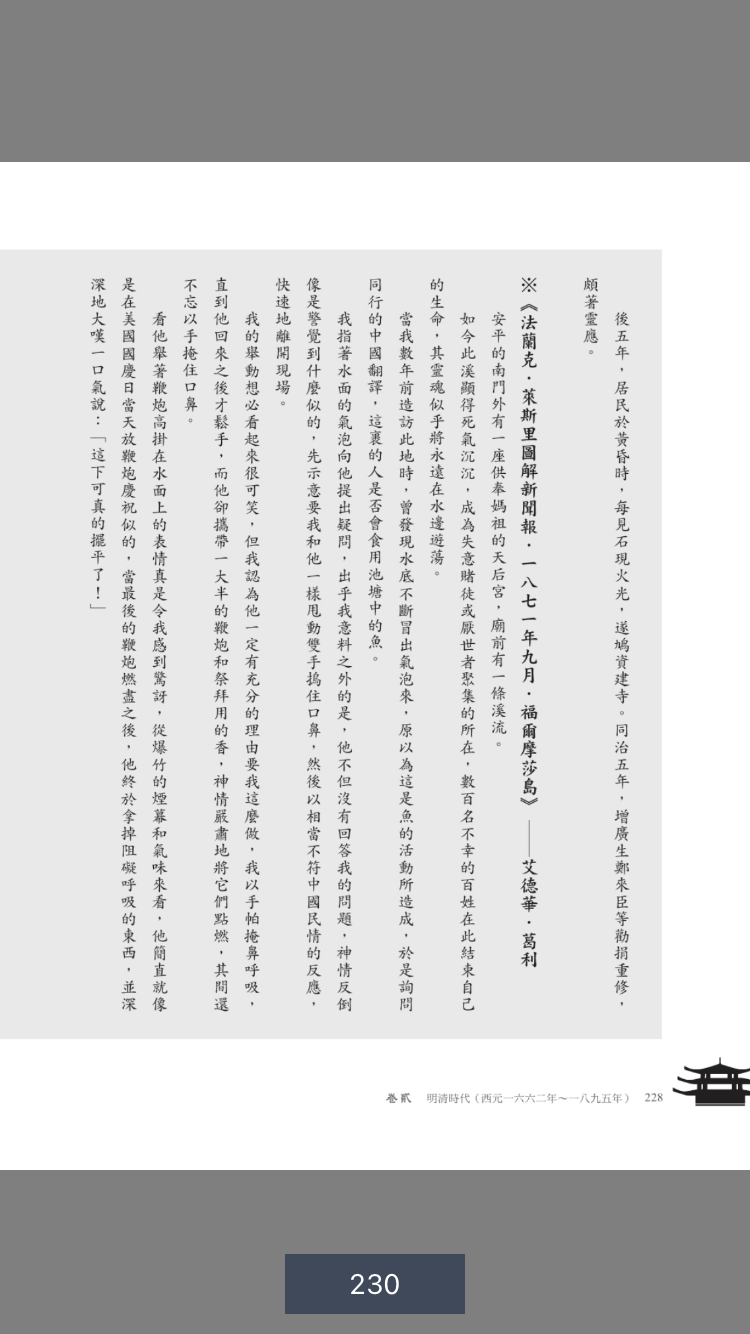 後五年，居民於黃昏時，每見石現火光，遂鳩資建寺。同治五年，增廣生鄭來臣等勸捐重修，
頗著靈應。
※《法蘭克．萊斯里圖解新聞報．一八七一年九月．福爾摩莎島》——艾德華．葛利
安平的南門外有一座供奉媽祖的天后宮，廟前有一條溪流。
如今此溪顯得死氣沉沉，成為失意賭徒或厭世者聚集的所在，數百名不幸的百姓在此結束自己
的生命，其靈魂似乎將永遠在水邊遊蕩。
當我數年前造訪此地時，曾發現水底不斷冒出氣泡來，原以為這是魚的活動所造成，於是詢問
同行的中國翻譯，這裏的人是否會食用池塘中的魚。
我指著水面的氣泡向他提出疑問，出乎我意料之外的是，他不但沒有回答我的問題，神情反倒
像是警覺到什麼似的，先示意要我和他一樣甩動雙手摀住口鼻，然後以相當不符中國民情的反應，
快速地離開現場。
我的舉動想必看起來很可笑，但我認為他一定有充分的理由要我這麼做，我以手帕掩鼻呼吸，
直到他回來之後才鬆手，而他卻攜帶一大半的鞭炮和祭拜用的香，神情嚴肅地將它們點燃，其間還
不忘以手掩住口鼻。
看他舉著鞭炮高掛在水面上的表情真是令我感到驚訝，從爆竹的煙幕和氣味來看，他簡直就像
是在美國國慶日當天放鞭炮慶祝似的，當最後的鞭炮燃盡之後，他終於拿掉阻礙呼吸的東西，並深
深地大嘆一口氣說：「這下可真的擺平了！」
卷貳 明清時代（西元一六六二年～一八九五年） 228
230